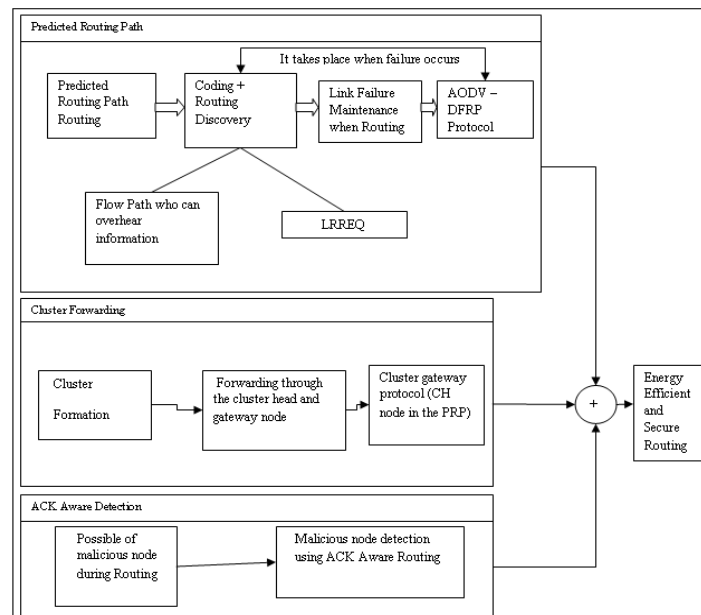 Predicted Routing Path
It takes place when failure occurs
Predicted
Routing Path
Routing
Coding +
Routing
Discovery
Link Failure
Maintenance
when Routing
AODV –
DFRP
Protocol
Flow Path who can
overhear
information
LRREQ
Cluster Forwarding
Cluster
Formation
Forwarding through
the cluster head and
gateway node
Cluster gateway
protocol (CH
node in the PRP)
+
Energy
Efficient
and
Secure
Routing
ACK Aware Detection
Possible of
malicious node
during Routing
Malicious node detection
using ACK Aware Routing